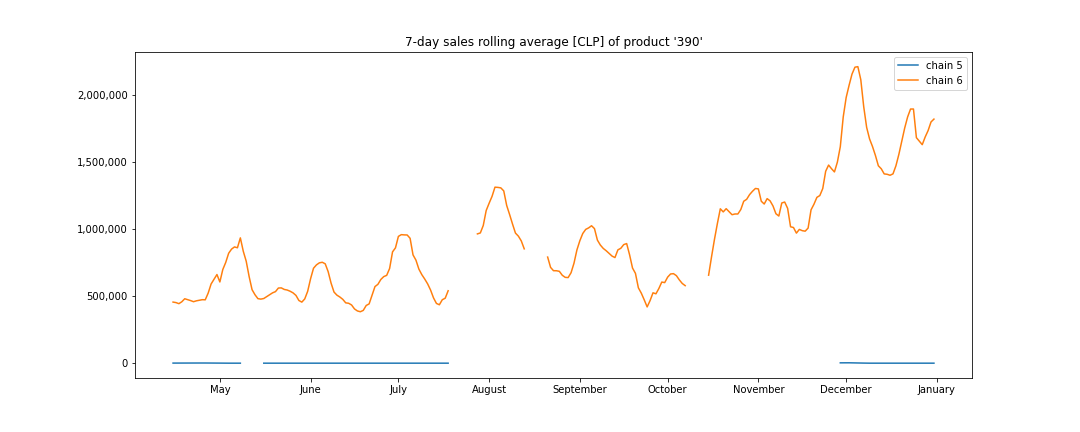 7-day sales rolling average [CLP] of product '390'
chain 5
chain 6
2,000,000
1,500,000
1,000,000
500,000
0
May June July August September October November December January